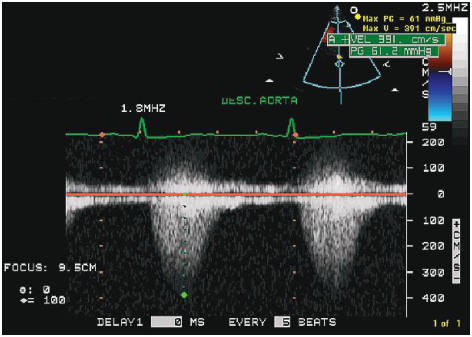 2.5MHZ
Max PG = 61 mmHg
Max V = 391 cm/sec
A +VEL 391. cm/s
PG 61.2 mmHg
DESC.AORTA
1.8MHZ
59
200
100
0
100
200
300
400
FOCUS: 9.5CM
: 0
= 100
DELAY1 0 MS EVERY 5 BEATS
1 of 1